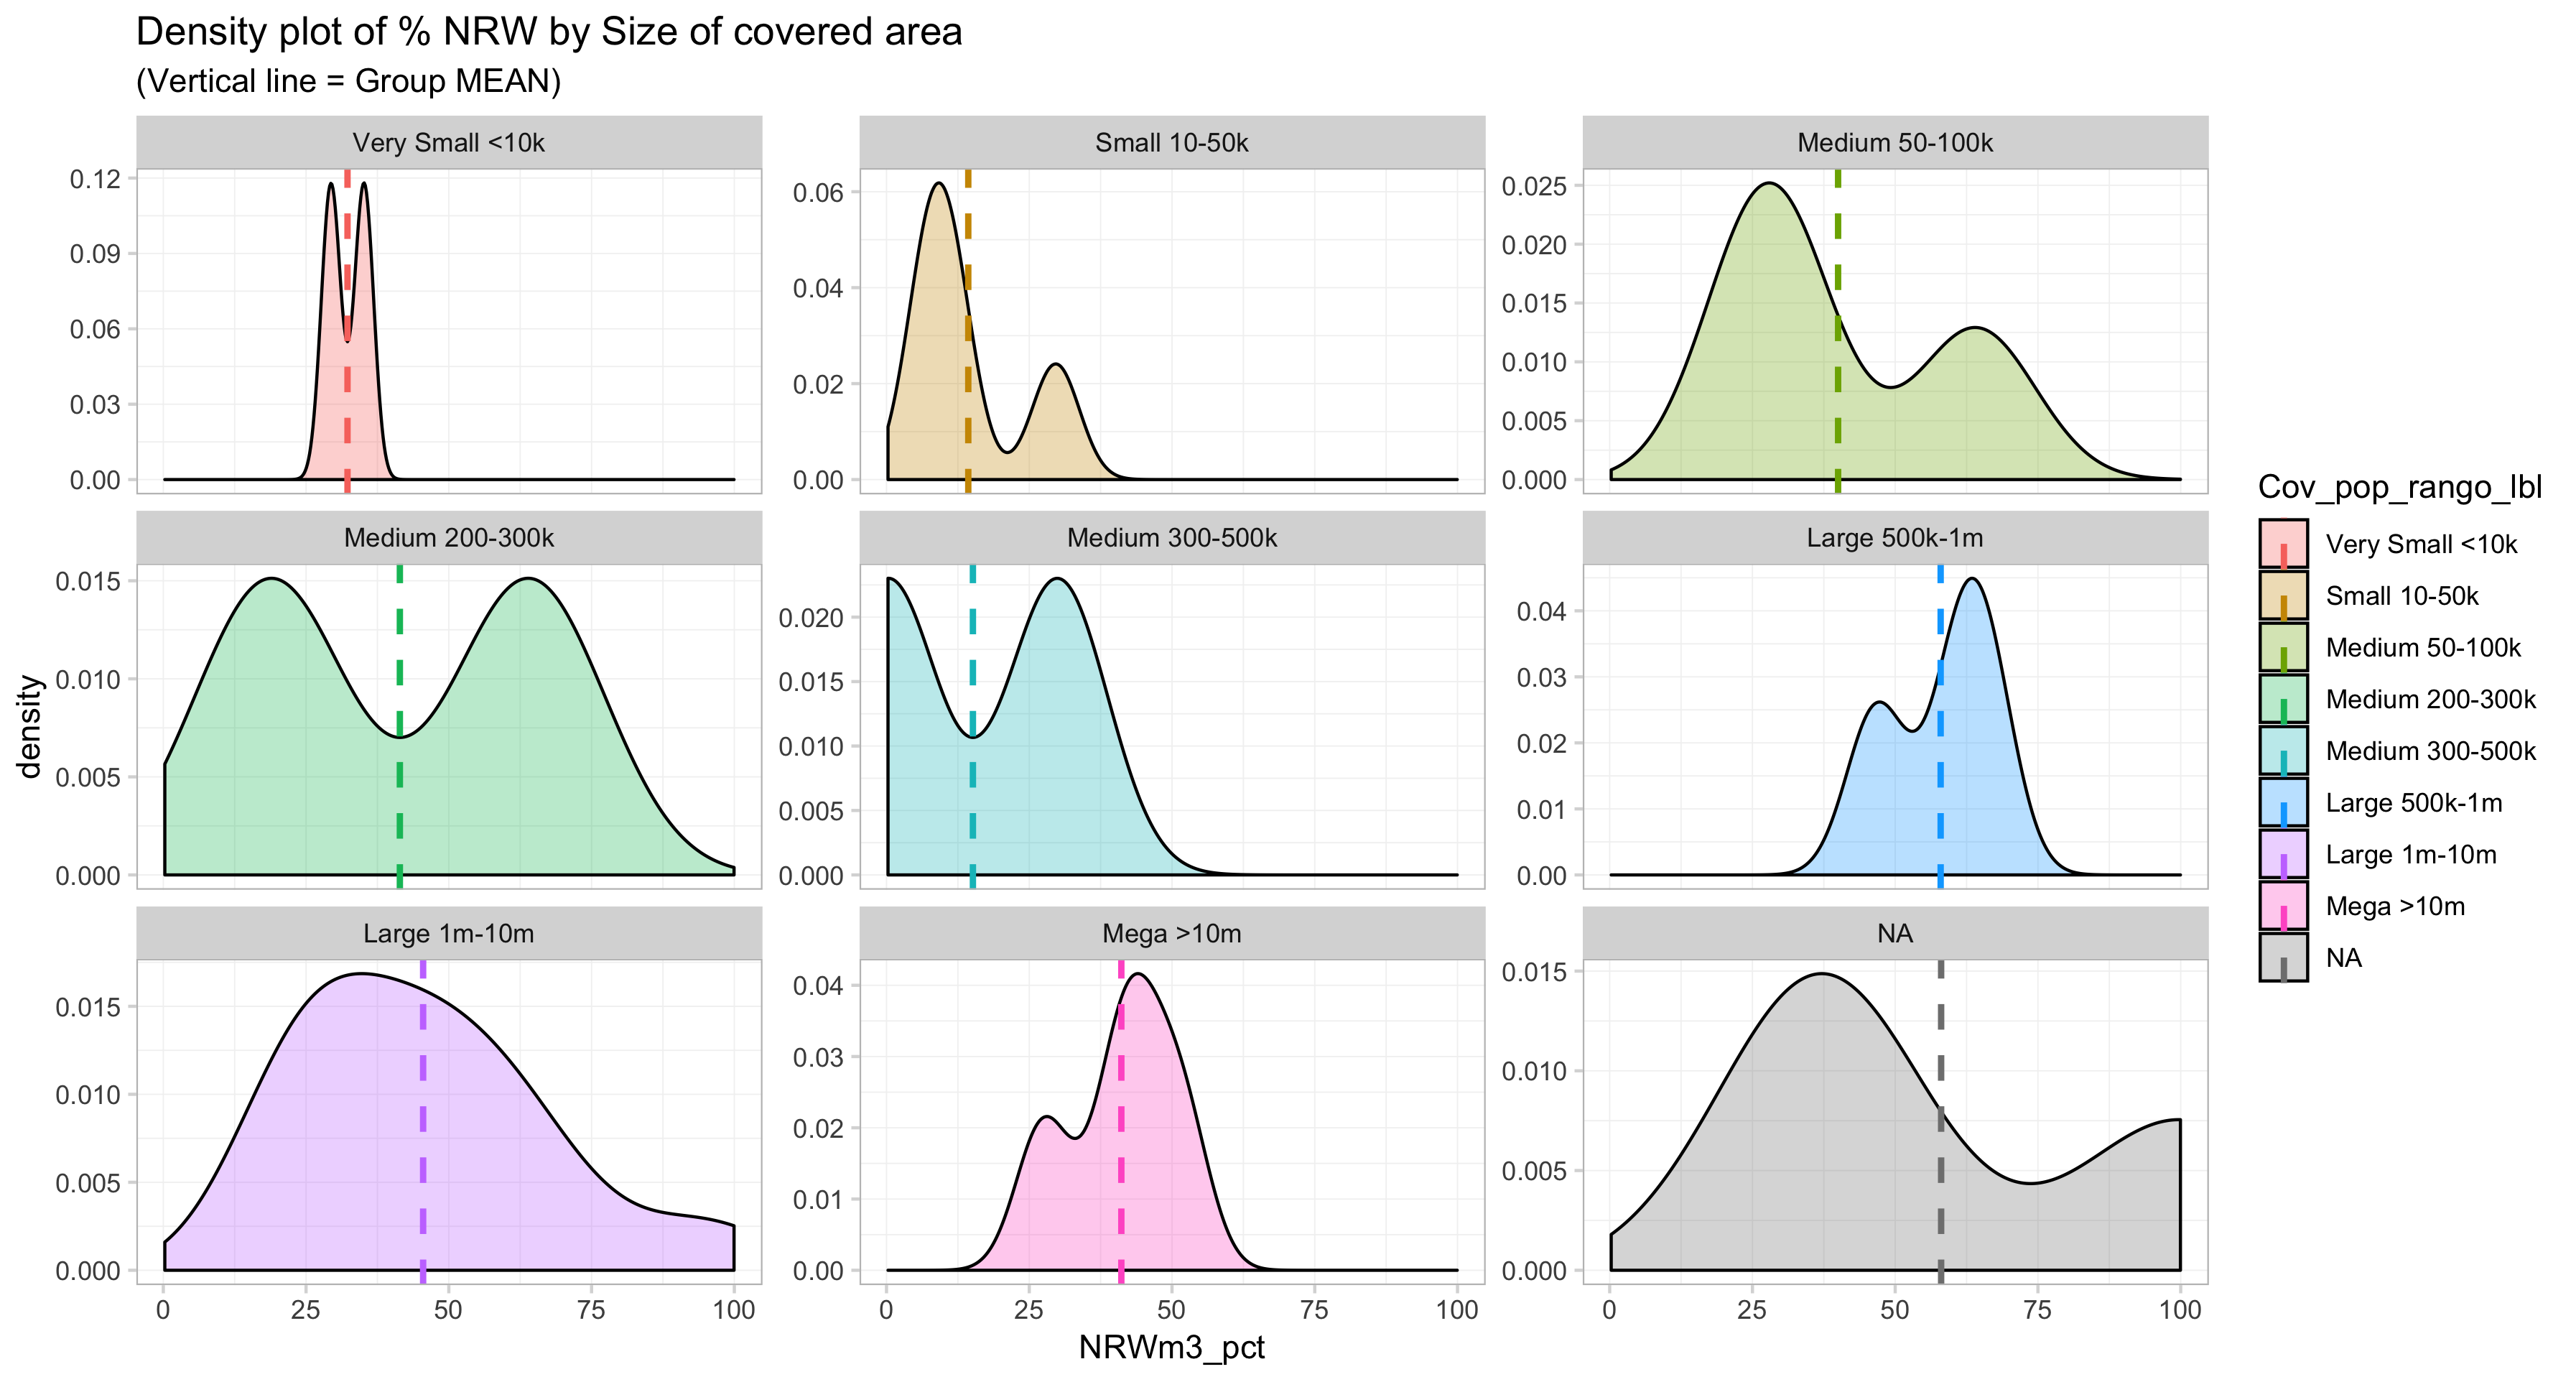 Density plot of % NRW by Size of covered area
(Vertical line = Group MEAN)
Very Small <10k
Small 10-50k
Medium 50-100k
0.12
0.09
0.06
0.03
0.00
0.06
0.04
0.02
0.00
0.025
0.020
0.015
0.010
0.005
0.000
Medium 200-300k
Medium 300-500k
Large 500k-1m
0.015
0.010
0.005
0.000
0.020
0.015
0.010
0.005
0.000
0.04
0.03
0.02
0.01
0.00
Large 1m-10m
Mega >10m
NA
0.015
0.010
0.005
0.000
0.04
0.03
0.02
0.01
0.00
0.015
0.010
0.005
0.000
0 25 50 75 100
0 25 50 75 100
0 25 50 75 100
density
NRWm3_pct
Cov_pop_rango_lbl
Very Small <10k
Small 10-50k
Medium 50-100k
Medium 200-300k
Medium 300-500k
Large 500k-1m
Large 1m-10m
Mega >10m
NA